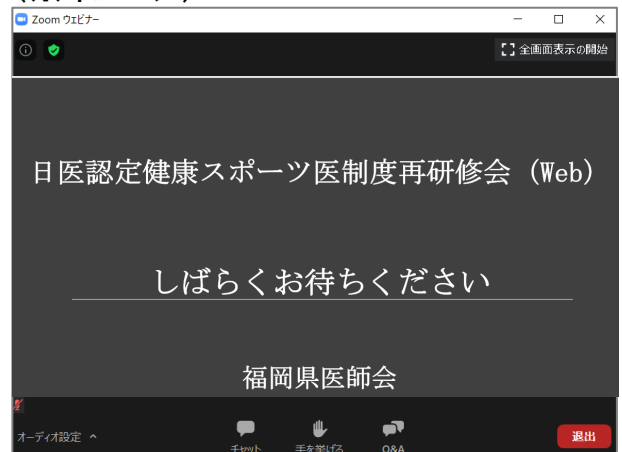 Zoom ウェビナー
全画面表示の開始
日医認定健康スポーツ医制度再研修会 (Web)
しばらくお待ちください
福岡県医師会
オーディオ設定
チャット
手を挙げる
Q&A
退出